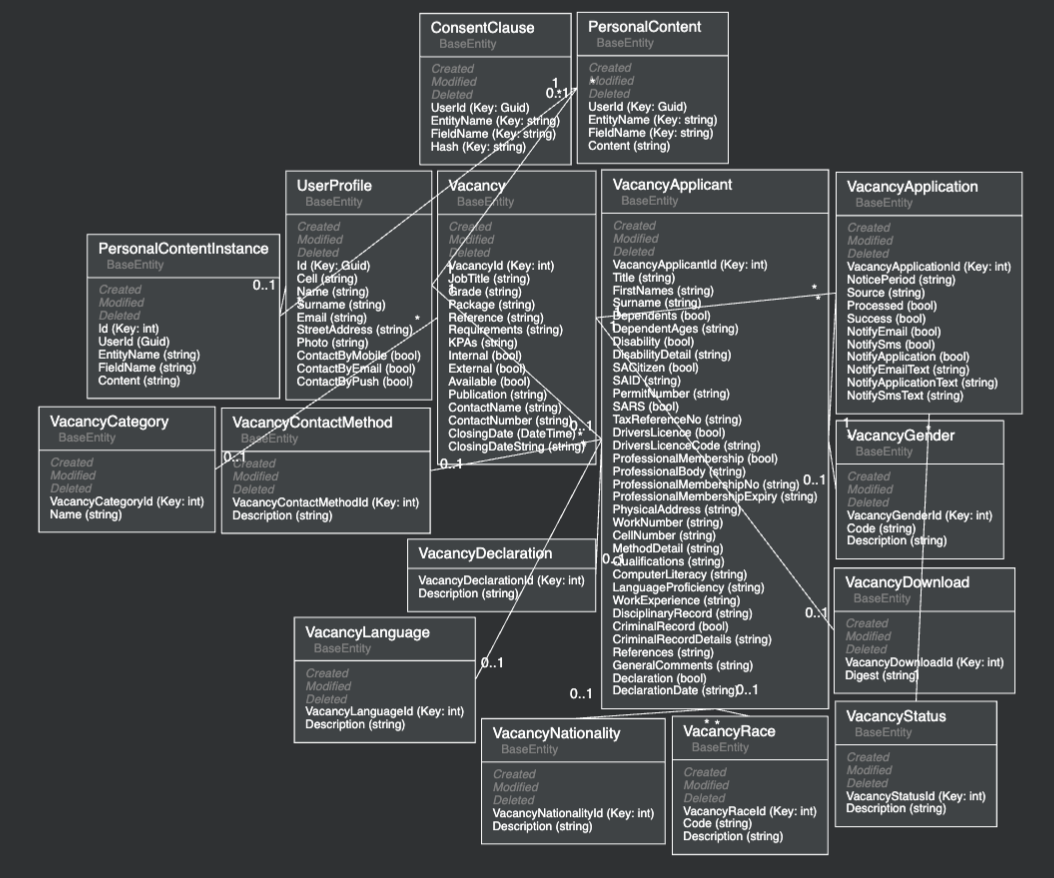 ConsentClause
BaseEntity
Created
Modified
Deleted
UserId (Key: Guid)
EntityName (Key: string)
FieldName (Key: string)
Hash (Key: string)
1
0..1
PersonalContent
BaseEntity
Created
Modified
*
Deleted
UserId (Key: Guid)
EntityName (Key: string)
FieldName (Key: string)
Content (string)
PersonalContentInstance
BaseEntity
Created
Modified
Deleted
Id (Key: int)
UserId (Guid)
EntityName (string)
FieldName (string)
Content (string)
0..1
UserProfile
BaseEntity
Created
Modified
Deleted
Id (Key: Guid)
Cell (string)
Name (string)
Surname (string)
Email (string)
StreetAddress (string)
Photo (string)
ContactByMobile (bool)
ContactByEmail (bool)
ContactByPush (bool)
*
Vacancy
BaseEntity
Created
Modified
Deleted
VacancyId (Key: int)
JobTitle (string)
Grade (string)
Package (string)
Reference (string)
Requirements (string)
KPAs (string)
Internal (bool)
External (bool)
Available (bool)
Publication (string)
ContactName (string)
ContactNumber (string)
ClosingDate (DateTime)
ClosingDateString (string)
VacancyApplicant
BaseEntity
Created
Modified
Deleted
VacancyApplicantId (Key: int)
Title (string)
FirstNames (string)
Surname (string)
Dependents (bool)
DependentAges (string)
Disability (bool)
DisabilityDetail (string)
SACitizen (bool)
SAID (string)
PermitNumber (string)
SARS (bool)
TaxReferenceNo (string)
DriversLicence (bool)
DriversLicenceCode (string)
ProfessionalMembership (bool)
ProfessionalBody (string)
ProfessionalMembershipNo (string)
ProfessionalMembershipExpiry (string)
PhysicalAddress (string)
WorkNumber (string)
CellNumber (string)
MethodDetail (string)
Qualifications (string)
ComputerLiteracy (string)
LanguageProficiency (string)
WorkExperience (string)
DisciplinaryRecord (string)
CriminalRecord (bool)
CriminalRecordDetails (string)
References (string)
GeneralComments (string)
Declaration (bool)
DeclarationDate (string)
0..1
*
*
VacancyApplication
BaseEntity
Created
Modified
Deleted
VacancyApplicationId (Key: int)
NoticePeriod (string)
Source (string)
Processed (bool)
Success (bool)
NotifyEmail (bool)
NotifySms (bool)
NotifyApplication (bool)
NotifyEmailText (string)
NotifyApplicationText (string)
NotifySmsText (string)
VacancyCategory
BaseEntity
Created
Modified
Deleted
VacancyCategoryId (Key: int)
Name (string)
0..1
VacancyContactMethod
BaseEntity
Created
Modified
Deleted
VacancyContactMethodId (Key: int)
Description (string)
0..1
1
VacancyGender
BaseEntity
Created
Modified
Deleted
VacancyGenderId (Key: int)
Code (string)
Description (string)
0..1
VacancyDeclaration
VacancyDeclarationId (Key: int)
Description (string)
VacancyDownload
BaseEntity
Created
Modified
Deleted
VacancyDownloadId (Key: int)
Digest (string)
0..1
VacancyLanguage
BaseEntity
Created
Modified
Deleted
VacancyLanguageId (Key: int)
Description (string)
0..1
0..1
VacancyNationality
BaseEntity
Created
Modified
Deleted
VacancyNationalityId (Key: int)
Description (string)
* *
VacancyRace
BaseEntity
Created
Modified
Deleted
VacancyRaceId (Key: int)
Code (string)
Description (string)
VacancyStatus
BaseEntity
Created
Modified
Deleted
VacancyStatusId (Key: int)
Description (string)